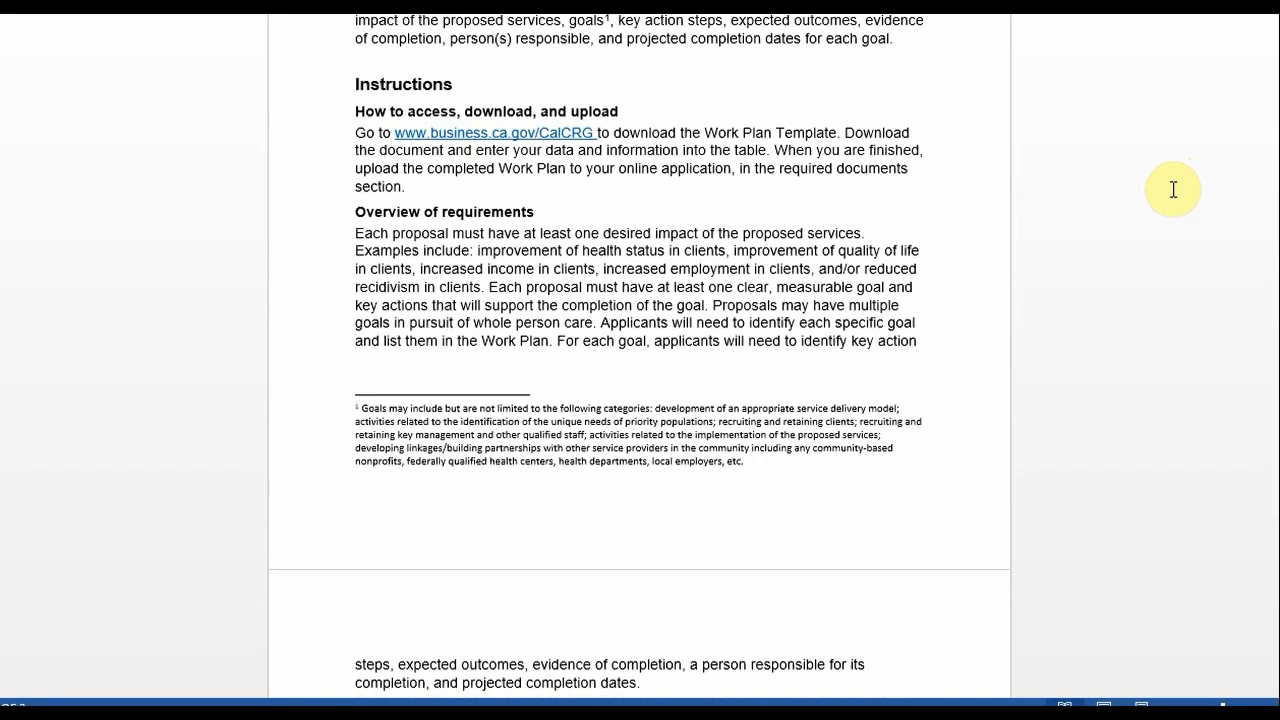 impact of the proposed services, goals¹, key action steps, expected outcomes, evidence
of completion, person(s) responsible, and projected completion dates for each goal.
Instructions
How to access, download, and upload
Go to www.business.ca.gov/CalCRG to download the Work Plan Template. Download
the document and enter your data and information into the table. When you are finished,
upload the completed Work Plan to your online application, in the required documents
section.
Overview of requirements
Each proposal must have at least one desired impact of the proposed services.
Examples include: improvement of health status in clients, improvement of quality of life
in clients, increased income in clients, increased employment in clients, and/or reduced
recidivism in clients. Each proposal must have at least one clear, measurable goal and
key actions that will support the completion of the goal. Proposals may have multiple
goals in pursuit of whole person care. Applicants will need to identify each specific goal
and list them in the Work Plan. For each goal, applicants will need to identify key action
¹ Goals may include but are not limited to the following categories: development of an appropriate service delivery model;
activities related to the identification of the unique needs of priority populations; recruiting and retaining clients; recruiting and
retaining key management and other qualified staff; activities related to the implementation of the proposed services;
developing linkages/building partnerships with other service providers in the community including any community-based
nonprofits, federally qualified health centers, health departments, local employers, etc.
steps, expected outcomes, evidence of completion, a person responsible for its
completion, and projected completion dates.